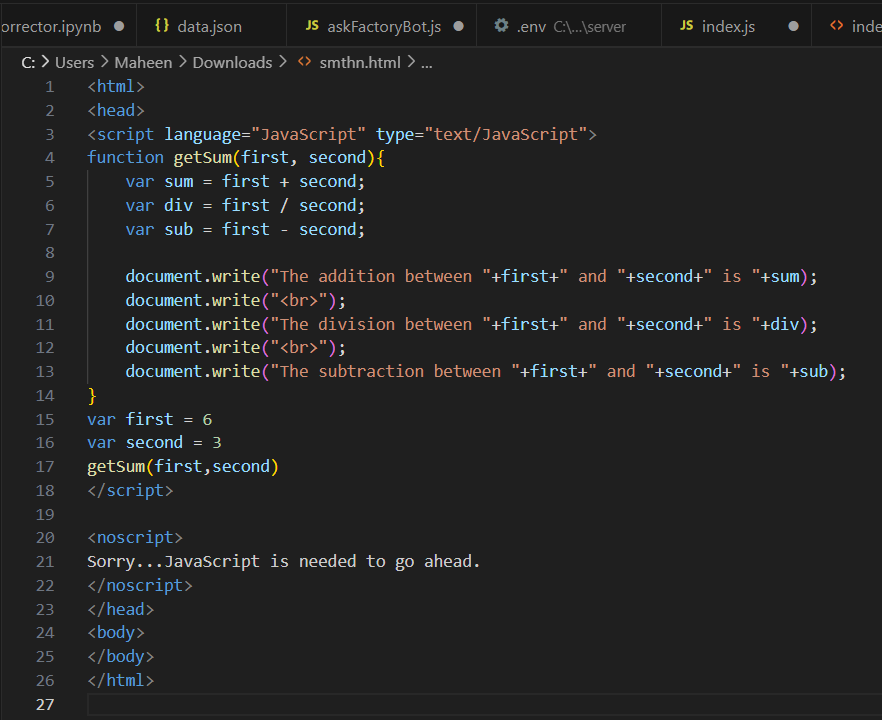 orrector.ipynb ● {} data.json JS askFactoryBot.js ● .env C:\...\server JS index.js ● <> inde
C: > Users > Maheen > Downloads > <> smthn.html > ...
1 <html>
2 <head>
3 <script language="JavaScript" type="text/JavaScript">
4 function getSum(first, second){
5     var sum = first + second;
6     var div = first / second;
7     var sub = first - second;
8
9     document.write("The addition between "+first+" and "+second+" is "+sum);
10     document.write("<br>");
11     document.write("The division between "+first+" and "+second+" is "+div);
12     document.write("<br>");
13     document.write("The subtraction between "+first+" and "+second+" is "+sub);
14 }
15 var first = 6
16 var second = 3
17 getSum(first,second)
18 </script>
19
20 <noscript>
21 Sorry...JavaScript is needed to go ahead.
22 </noscript>
23 </head>
24 <body>
25 </body>
26 </html>
27